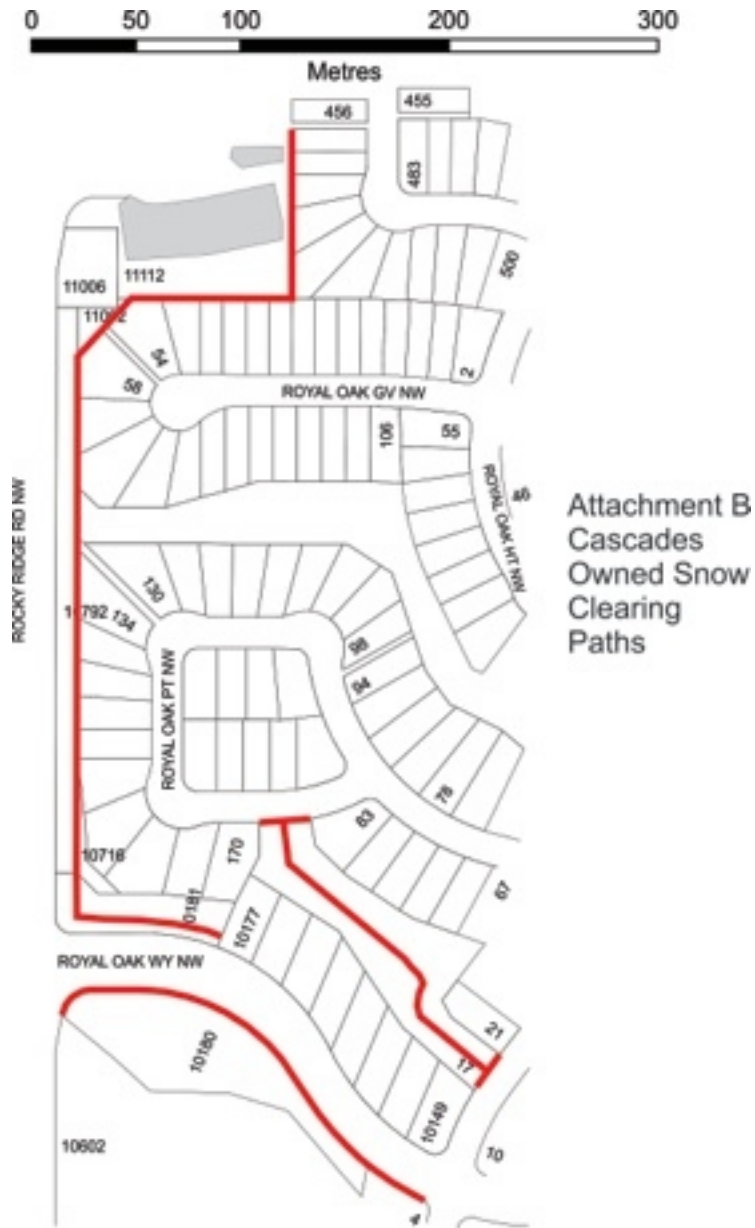 0 50 100 200 300
Metres
456
455
483
500
11006
11112
54
58
2
ROYAL OAK GV NW
106
55
ROYAL OAK HT NW
ROCKY RIDGE RD NW
Attachment B
Cascades
Owned Snow
Clearing
Paths
130
134
98
94
ROYAL OAK PT NW
78
63
67
10716
170
10177
ROYAL OAK WY NW
21
17
10180
10149
10
10602
4